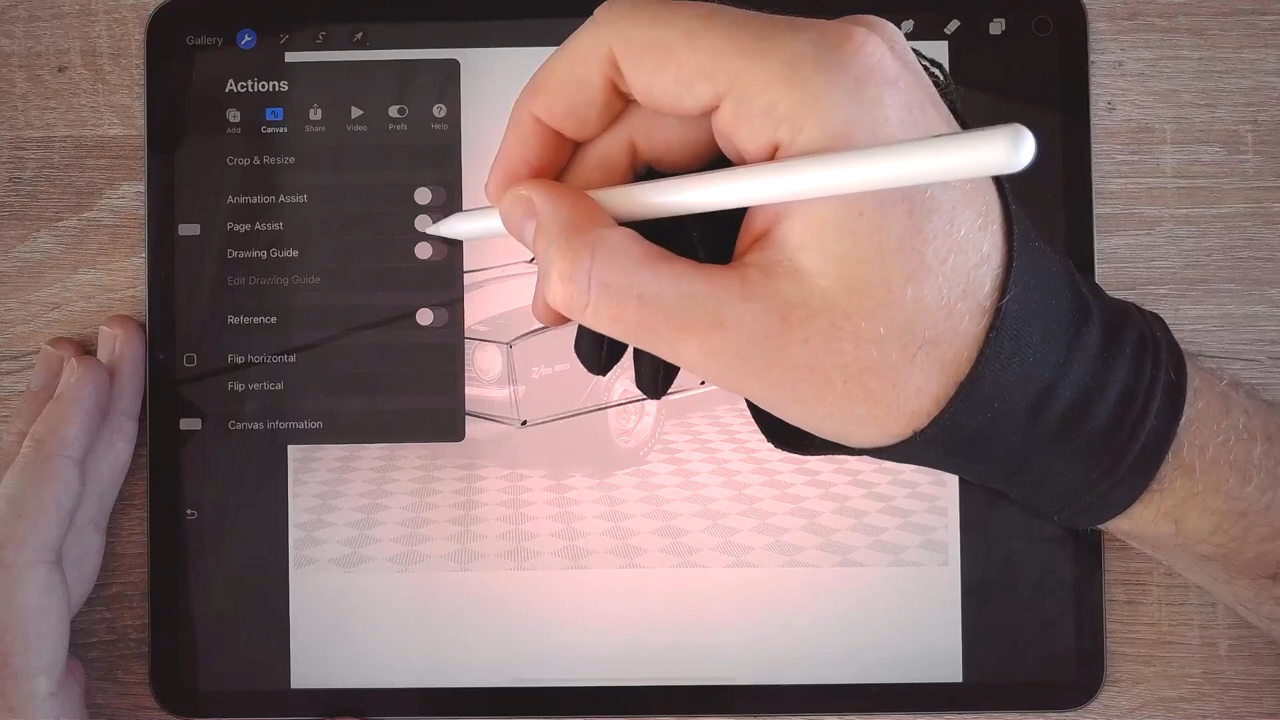 Gallery
Actions
Add Canvas Share Video Prefs Help
Crop & Resize
Animation Assist
Page Assist
Drawing Guide
Edit Drawing Guide
Reference
Flip horizontal
Flip vertical
Canvas information